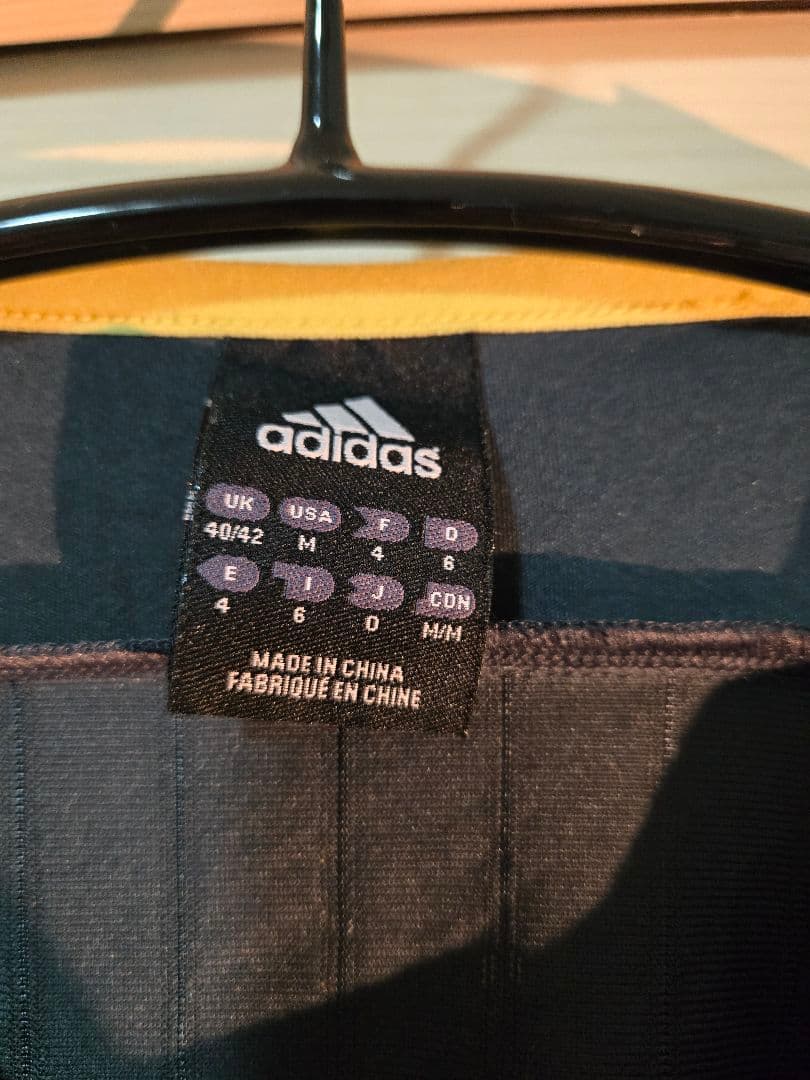 adidas
UK USA F D
40/42 M 4 6
E I J CDN
4 6 O M/M
MADE IN CHINA
FABRIQUÉ EN CHINE